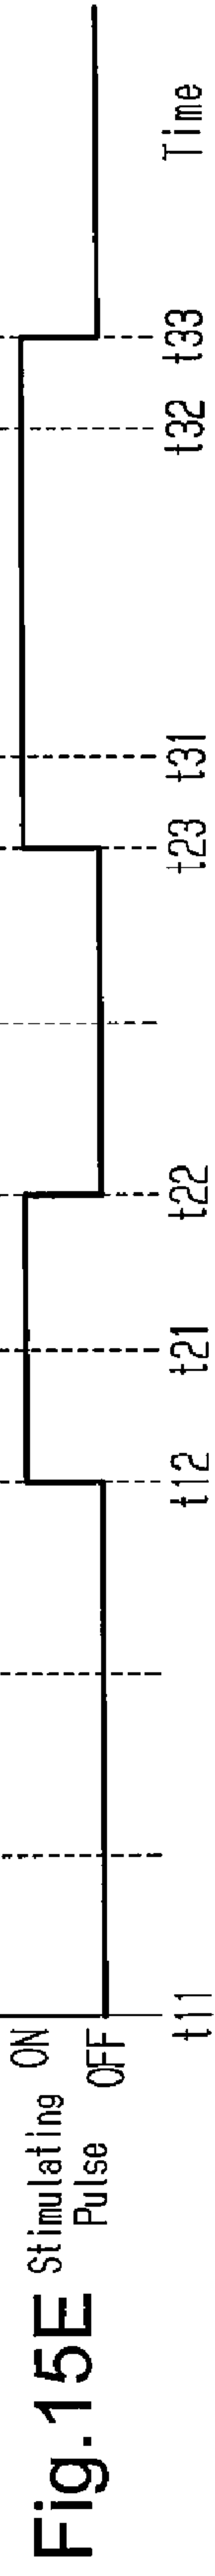 Fig.15E
Stimulating
Pulse
ON
OFF
t11
t12
t21
t22
t23
t31
t32
t33
Time